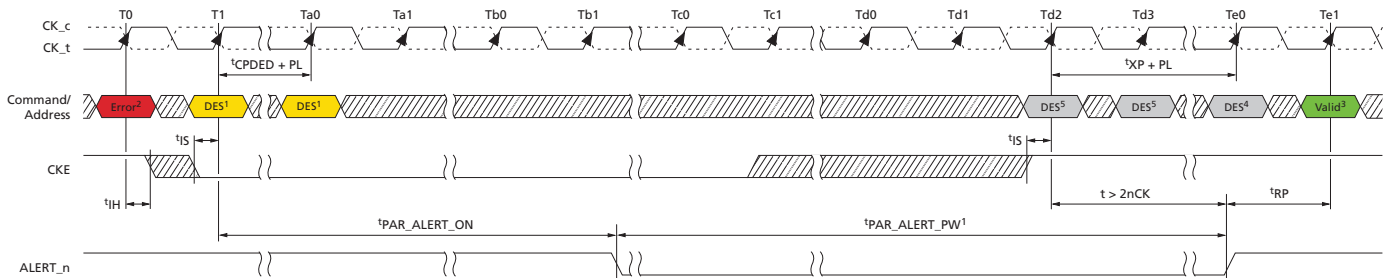 T0 T1 Ta0 Ta1 Tb0 Tb1 Tc0 Tc1 Td0 Td1 Td2 Td3 Te0 Te1
CK_c
CK_t
tCPDED + PL
tXP + PL
Command/
Address
Error2
DES1
DES1
DES5
DES5
DES4
Valid3
tIS
tIS
CKE
tIH
t > 2nCK
tRP
tPAR_ALERT_ON
tPAR_ALERT_PW1
ALERT_n